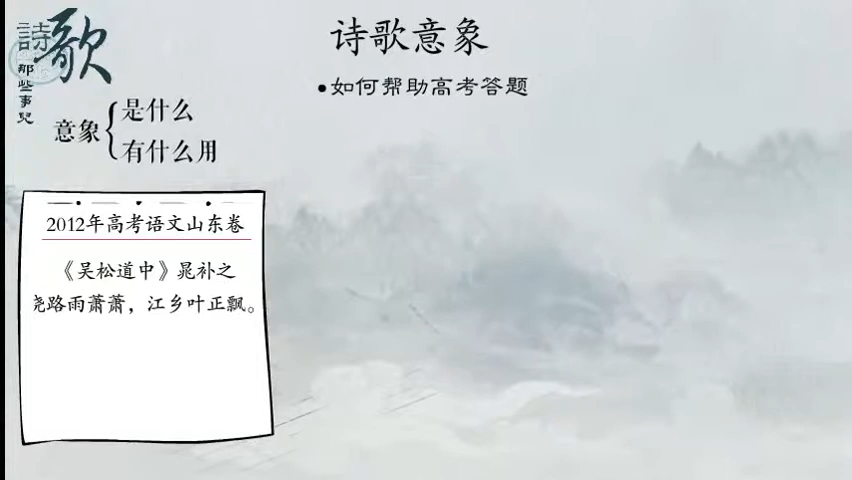 詩歌
那些事兒
诗歌意象
•如何帮助高考答题
意象
是什么
有什么用
2012年高考语文山东卷
《吴松道中》晁补之
晓路雨萧萧，江乡叶正飘。